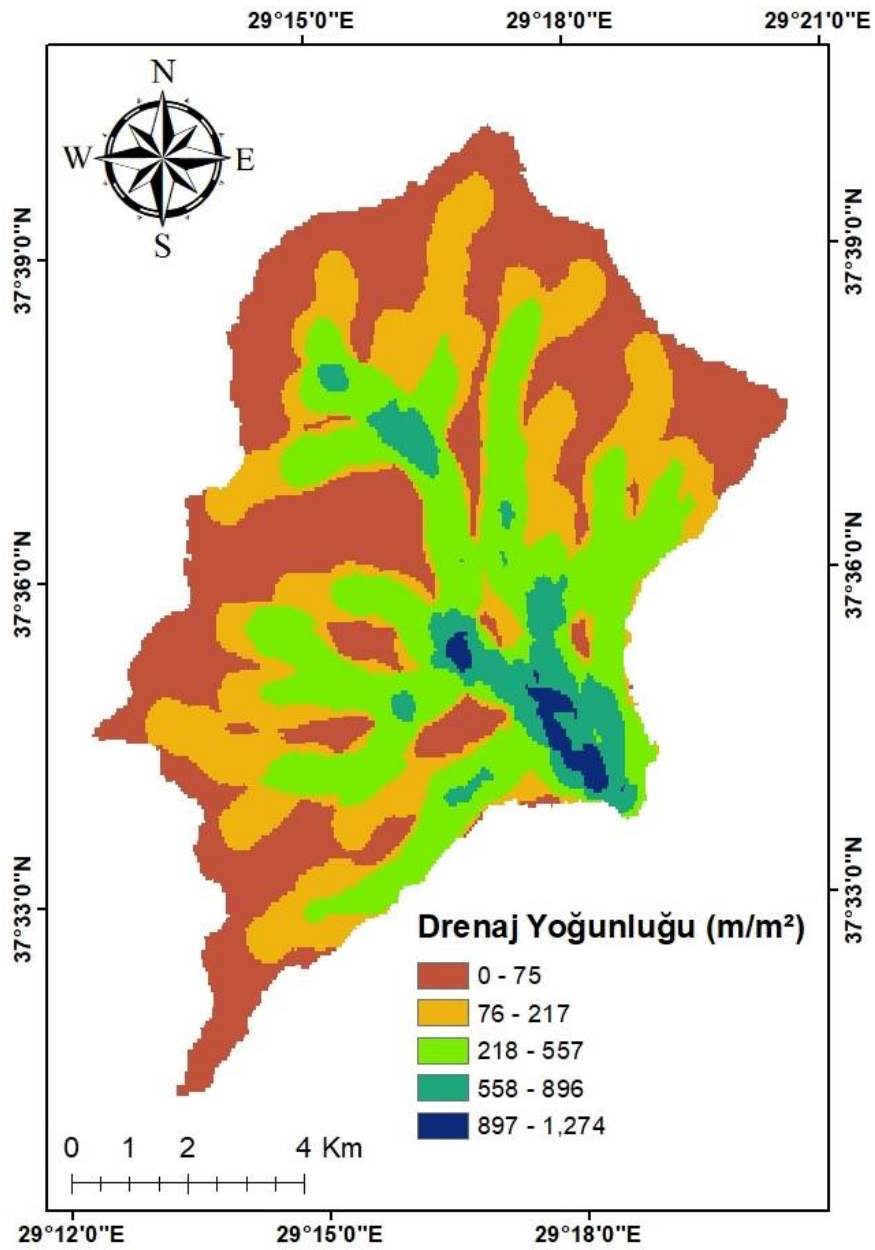 29°15'0"E 29°18'0"E 29°21'0"E
N
W E
S
37°39'0"N 37°39'0"N
37°36'0"N 37°36'0"N
37°33'0"N 37°33'0"N
Drenaj Yoğunluğu (m/m²)
0 - 75
76 - 217
218 - 557
558 - 896
897 - 1,274
0 1 2 4 Km
29°12'0"E 29°15'0"E 29°18'0"E